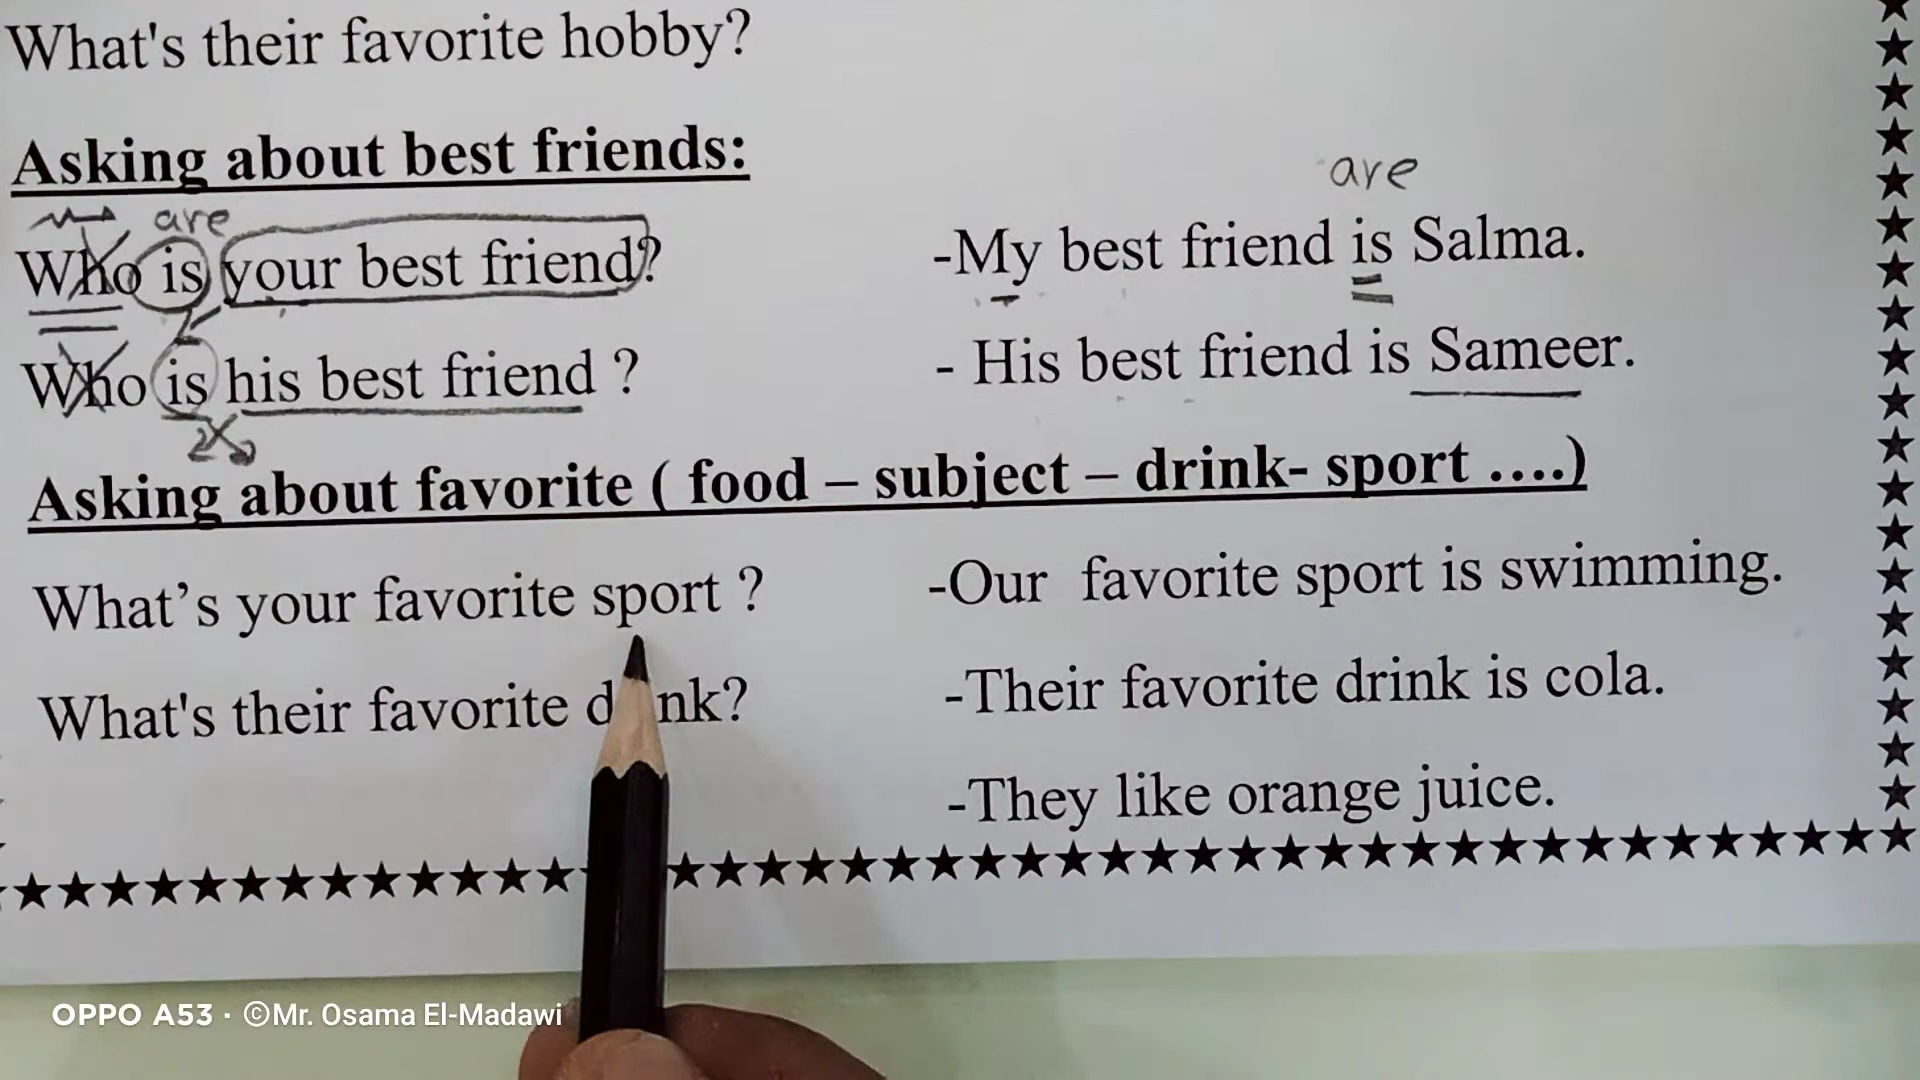 What's their favorite hobby?
Asking about best friends:
are
are
Who is your best friend?
-My best friend is Salma.
Who is his best friend ?
- His best friend is Sameer.
Asking about favorite ( food – subject – drink- sport ....)
What’s your favorite sport ?
-Our favorite sport is swimming.
What's their favorite
-Their favorite drink is cola.
-They like orange juice.
OPPO A53 · ©Mr. Osama El-Madawi